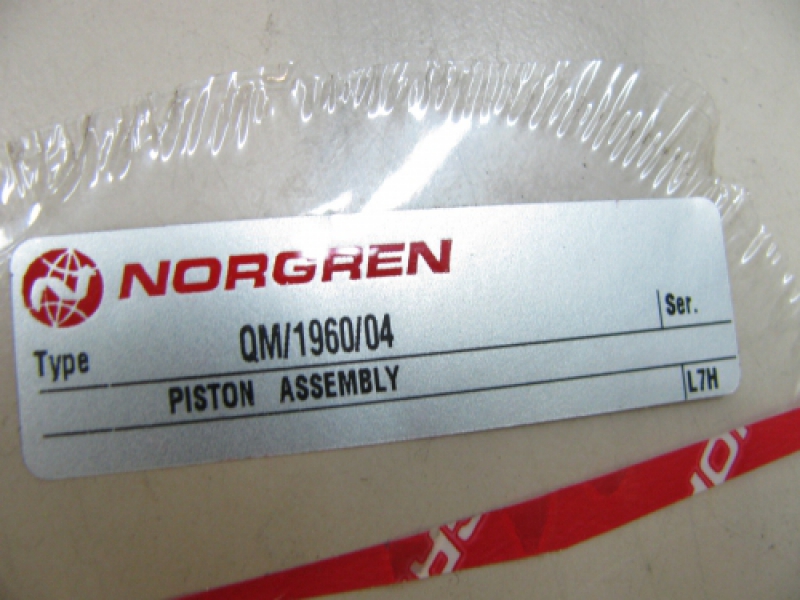 NORGREN
Ser.
Type QM/1960/04
PISTON ASSEMBLY L7H